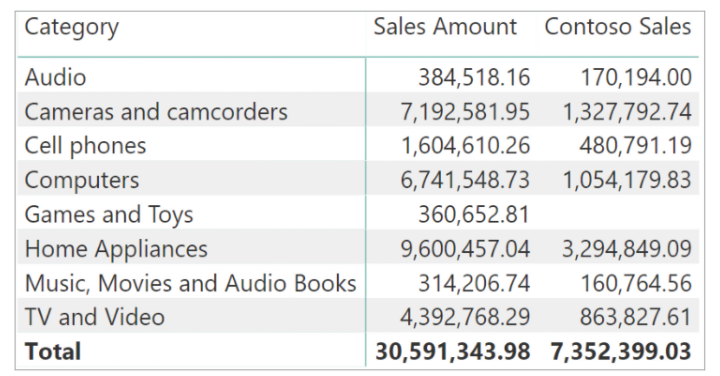 Category Sales Amount Contoso Sales
Audio 384,518.16 170,194.00
Cameras and camcorders 7,192,581.95 1,327,792.74
Cell phones 1,604,610.26 480,791.19
Computers 6,741,548.73 1,054,179.83
Games and Toys 360,652.81
Home Appliances 9,600,457.04 3,294,849.09
Music, Movies and Audio Books 314,206.74 160,764.56
TV and Video 4,392,768.29 863,827.61
Total 30,591,343.98 7,352,399.03